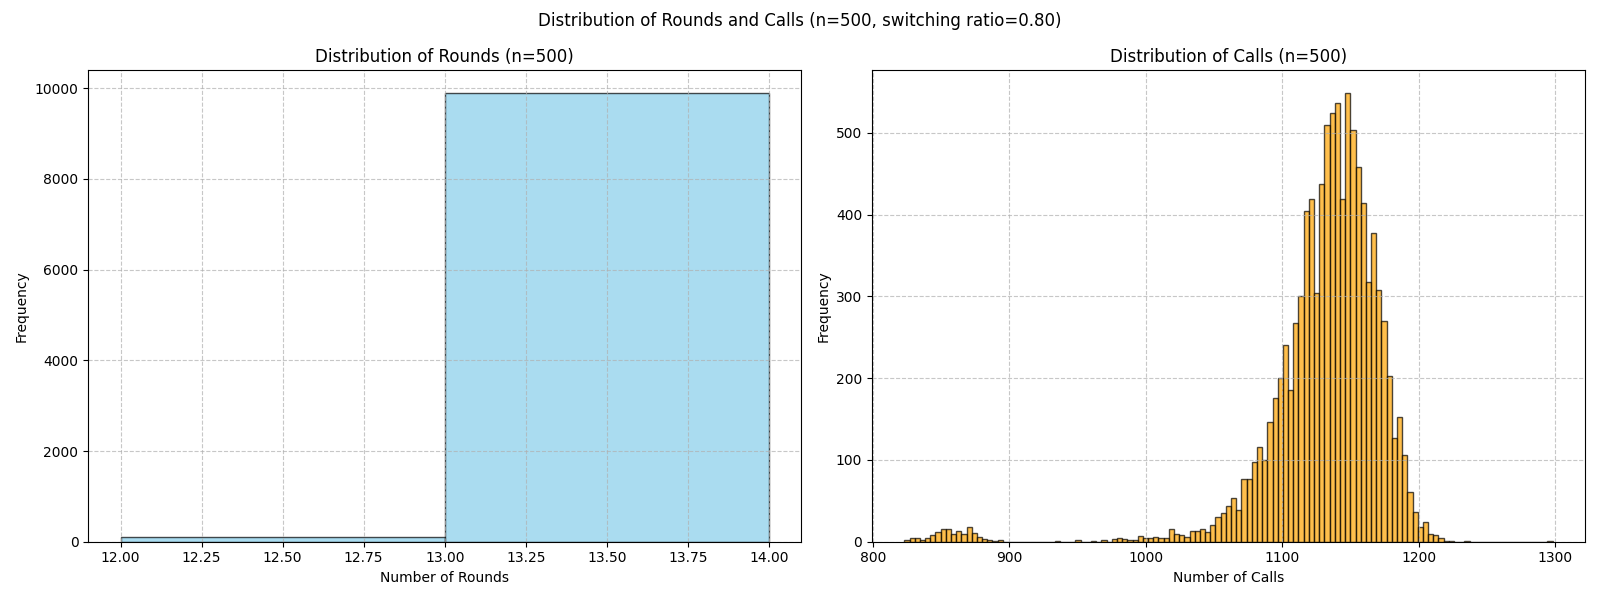 Distribution of Rounds and Calls (n=500, switching ratio=0.80)
Distribution of Rounds (n=500)
Frequency
10000
8000
6000
4000
2000
0
12.00 12.25 12.50 12.75 13.00 13.25 13.50 13.75 14.00
Number of Rounds
Distribution of Calls (n=500)
Frequency
500
400
300
200
100
0
800 900 1000 1100 1200 1300
Number of Calls